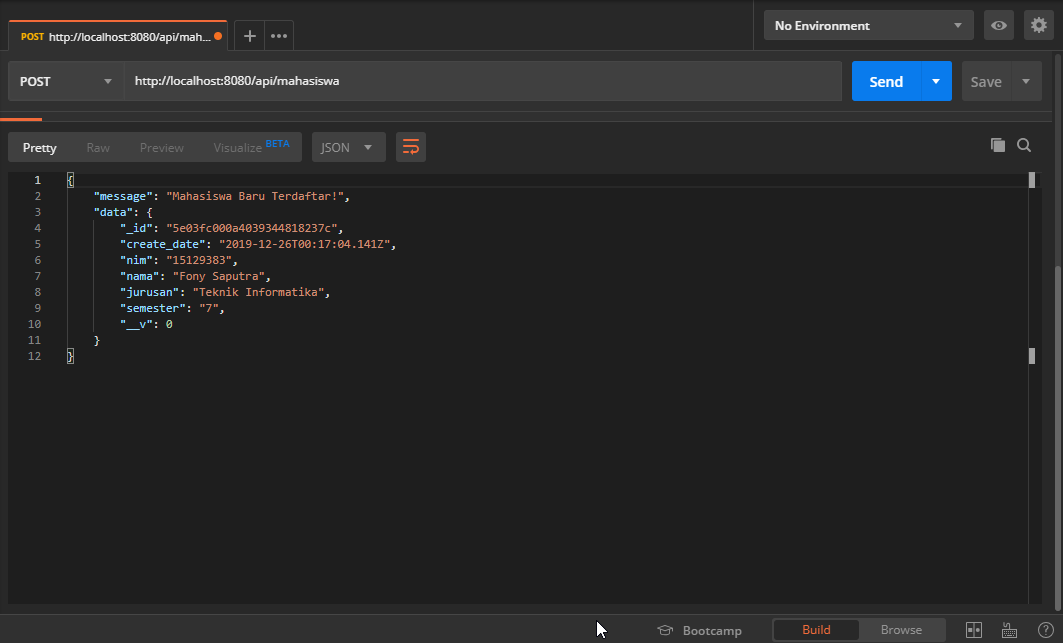 POST http://localhost:8080/api/mah...
No Environment
POST http://localhost:8080/api/mahasiswa Send Save
Pretty Raw Preview Visualize BETA JSON
1 {
2 "message": "Mahasiswa Baru Terdaftar!",
3 "data": {
4 "_id": "5e03fc000a4039344818237c",
5 "create_date": "2019-12-26T00:17:04.141Z",
6 "nim": "15129383",
7 "nama": "Fony Saputra",
8 "jurusan": "Teknik Informatika",
9 "semester": "7",
10 "__v": 0
11 }
12 }
Bootcamp Build Browse